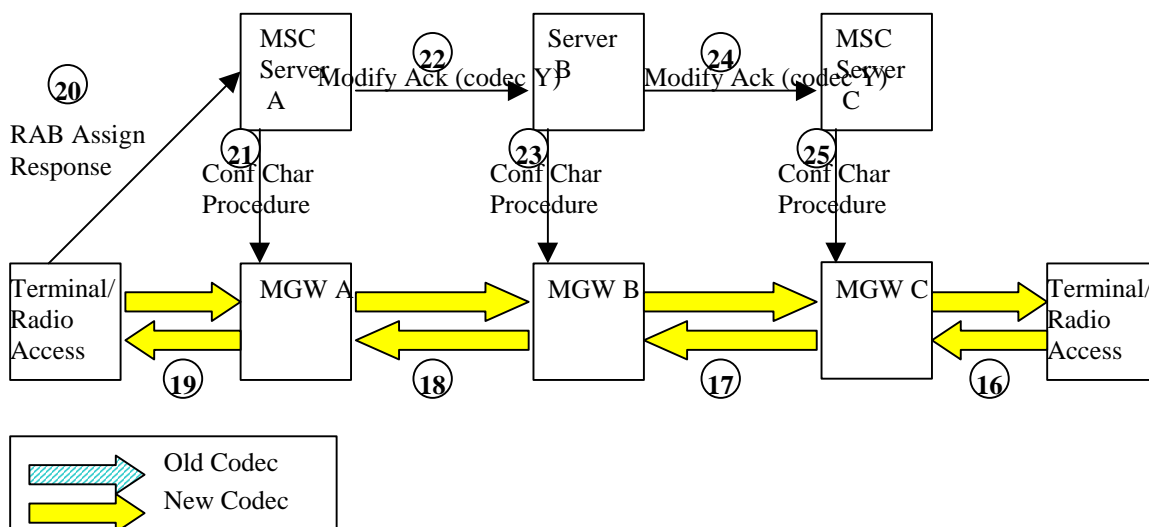 MSC
Server
A
22
Modify Ack (codec Y)
Server
B
24
Modify Ack (codec Y)
MSC
Server
C
20
RAB Assign
Response
21
Conf Char
Procedure
23
Conf Char
Procedure
25
Conf Char
Procedure
Terminal/
Radio
Access
MGW A
MGW B
MGW C
Terminal/
Radio
Access
19
18
17
16
Old Codec
New Codec